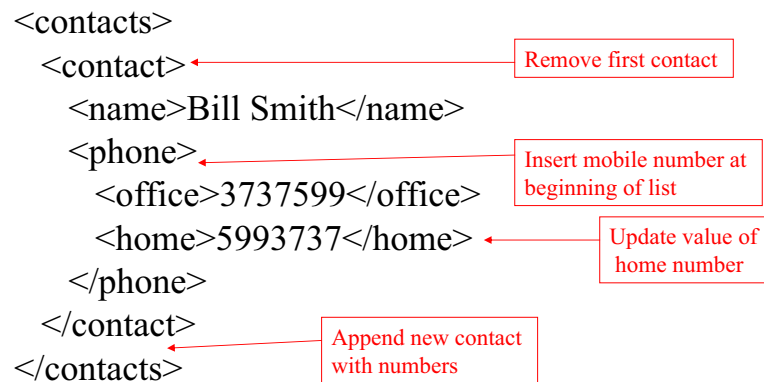 <contacts>
<contact>
Remove first contact
<name>Bill Smith</name>
<phone>
Insert mobile number at
beginning of list
<office>3737599</office>
<home>5993737</home>
Update value of
home number
</phone>
</contact>
Append new contact
with numbers
</contacts>